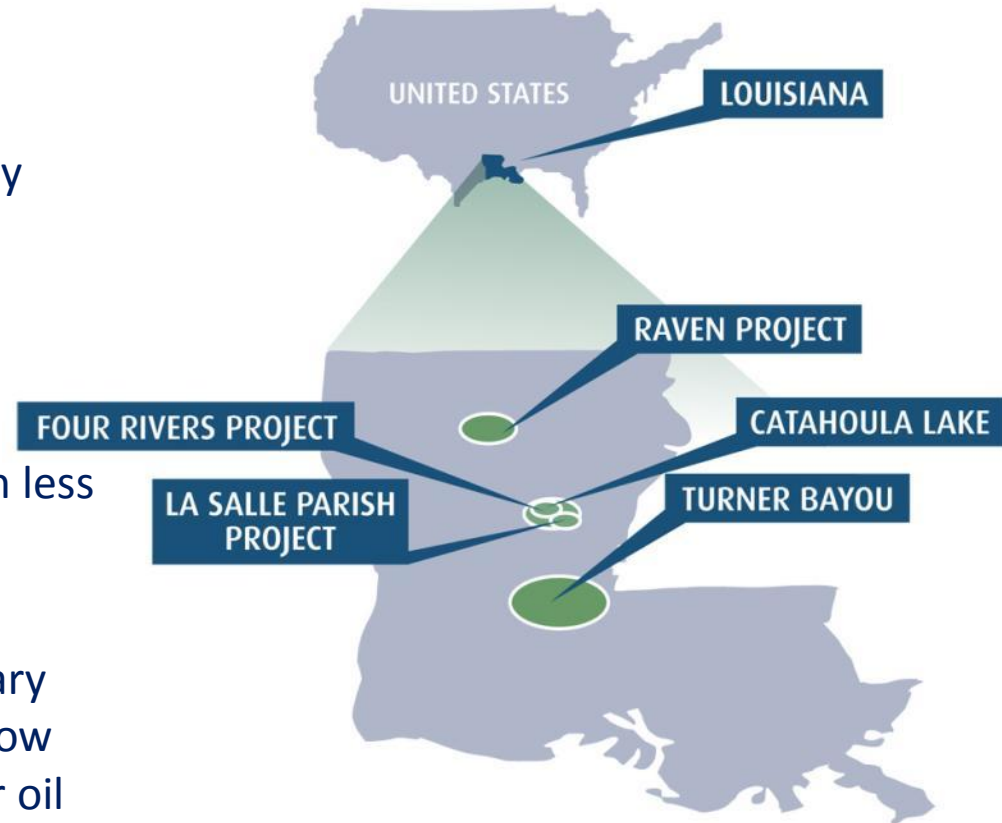 UNITED STATES
LOUISIANA
y
RAVEN PROJECT
FOUR RIVERS PROJECT
CATAHOULA LAKE
n less
LA SALLE PARISH
PROJECT
TURNER BAYOU
ary
ow
r oil